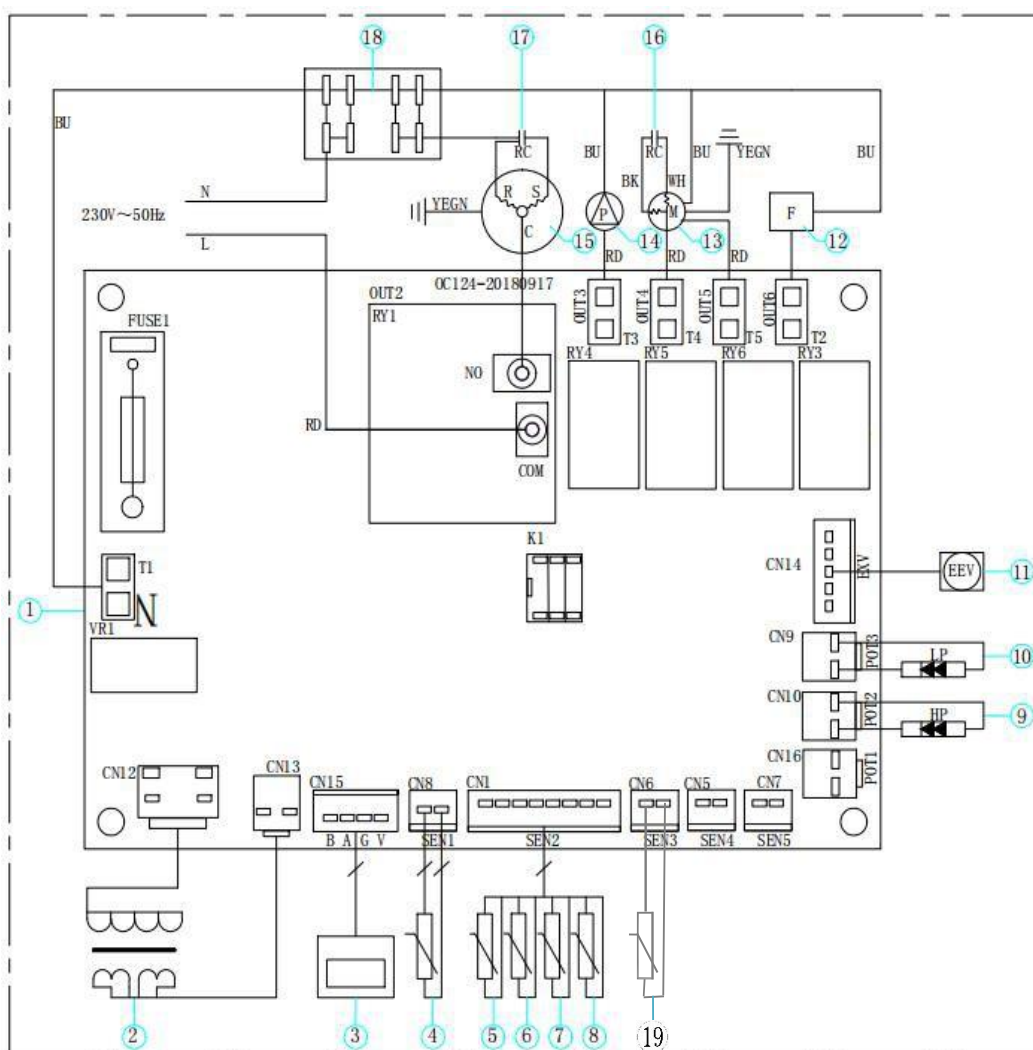 18
17
16
BU
RC
BU
RC
BU
YEGN
BU
BK
WH
N
230V～50Hz
L
YEGN
R
S
C
15
P
14
M
13
F
12
RD
RD
RD
OC124-20180917
OUT2
RY1
OUT3
OUT4
OUT5
OUT6
T3
T4
T5
T2
FUSE1
RY4
RY5
RY6
RY3
NO
RD
COM
K1
CN14
EXV
EEV
11
T1
N
1
VR1
CN9
POT3
LP
10
CN10
POT2
HP
9
CN16
POT1
CN12
CN13
CN15
CN8
CN1
CN6
CN5
CN7
B A G V
SEN1
SEN2
SEN3
SEN4
SEN5
2
3
4
5
6
7
8
19